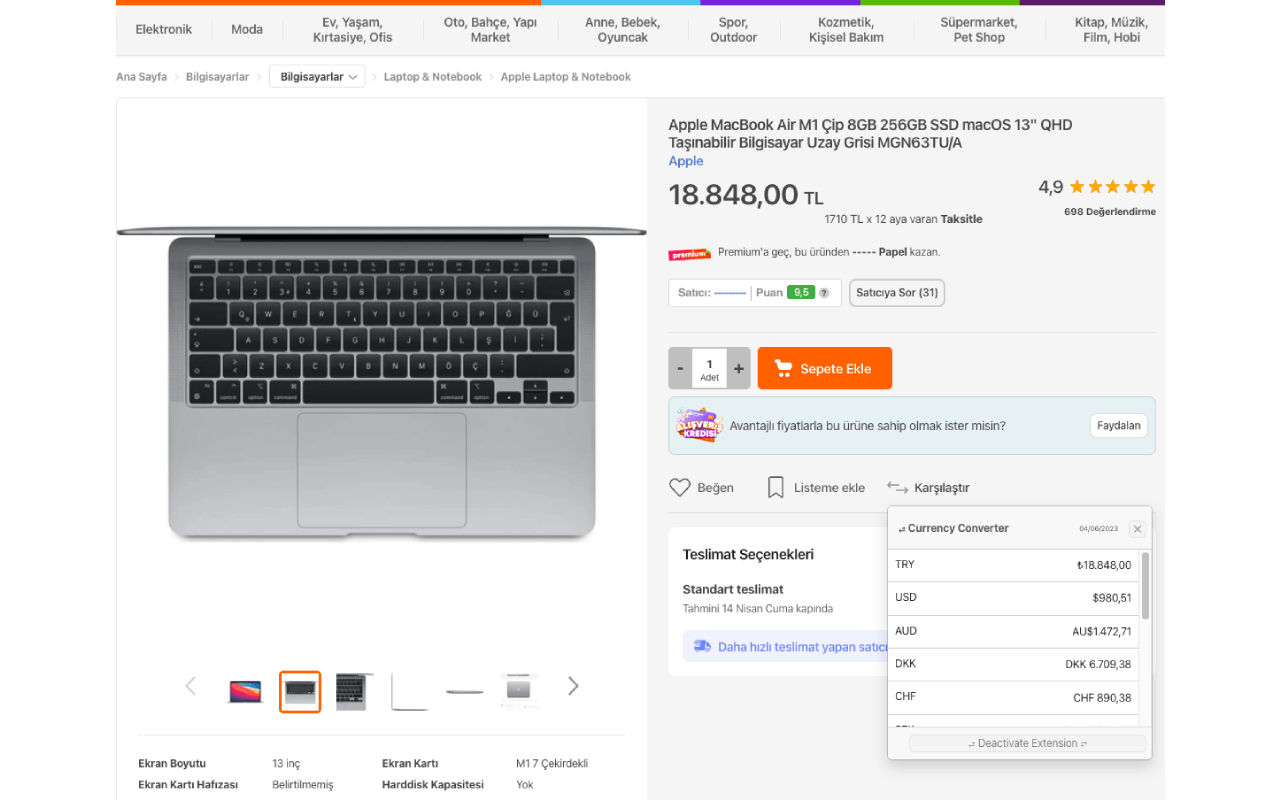 Elektronik
Moda
Ev, Yaşam,
Kırtasiye, Ofis
Oto, Bahçe, Yapı
Market
Anne, Bebek,
Oyuncak
Spor,
Outdoor
Kozmetik,
Kişisel Bakım
Süpermarket,
Pet Shop
Kitap, Müzik,
Film, Hobi
Ana Sayfa
Bilgisayarlar
Bilgisayarlar
Laptop & Notebook
Apple Laptop & Notebook
Apple MacBook Air M1 Çip 8GB 256GB SSD macOS 13" QHD
Taşınabilir Bilgisayar Uzay Grisi MGN63TU/A
Apple
18.848,00 TL
4,9
1710 TL x 12 aya varan Taksitle
698 Değerlendirme
premium
Premium'a geç, bu üründen ----- Papel kazan.
Satıcı: --------- | Puan 9,5 ?
Satıcıya Sor (31)
- 1 +
Adet
Sepete Ekle
ALIŞVERİŞ
KREDİSİ
Avantajlı fiyatlarla bu ürüne sahip olmak ister misin?
Faydalan
Beğen
Listeme ekle
Karşılaştır
Teslimat Seçenekleri
Standart teslimat
Tahmini 14 Nisan Cuma kapında
Daha hızlı teslimat yapan satıcı
Currency Converter
04/06/2023
TRY ₺18.848,00
USD $980,51
AUD AU$1.472,71
DKK DKK 6.709,38
CHF CHF 890,38
Deactivate Extension
Q W E R T Y U I O P Ğ Ü
A S D F G H J K L Ş İ
Z X C V B N M Ö Ç
control option command command option
Ekran Boyutu 13 inç Ekran Kartı M1 7 Çekirdekli
Ekran Kartı Hafızası Belirtilmemiş Harddisk Kapasitesi Yok